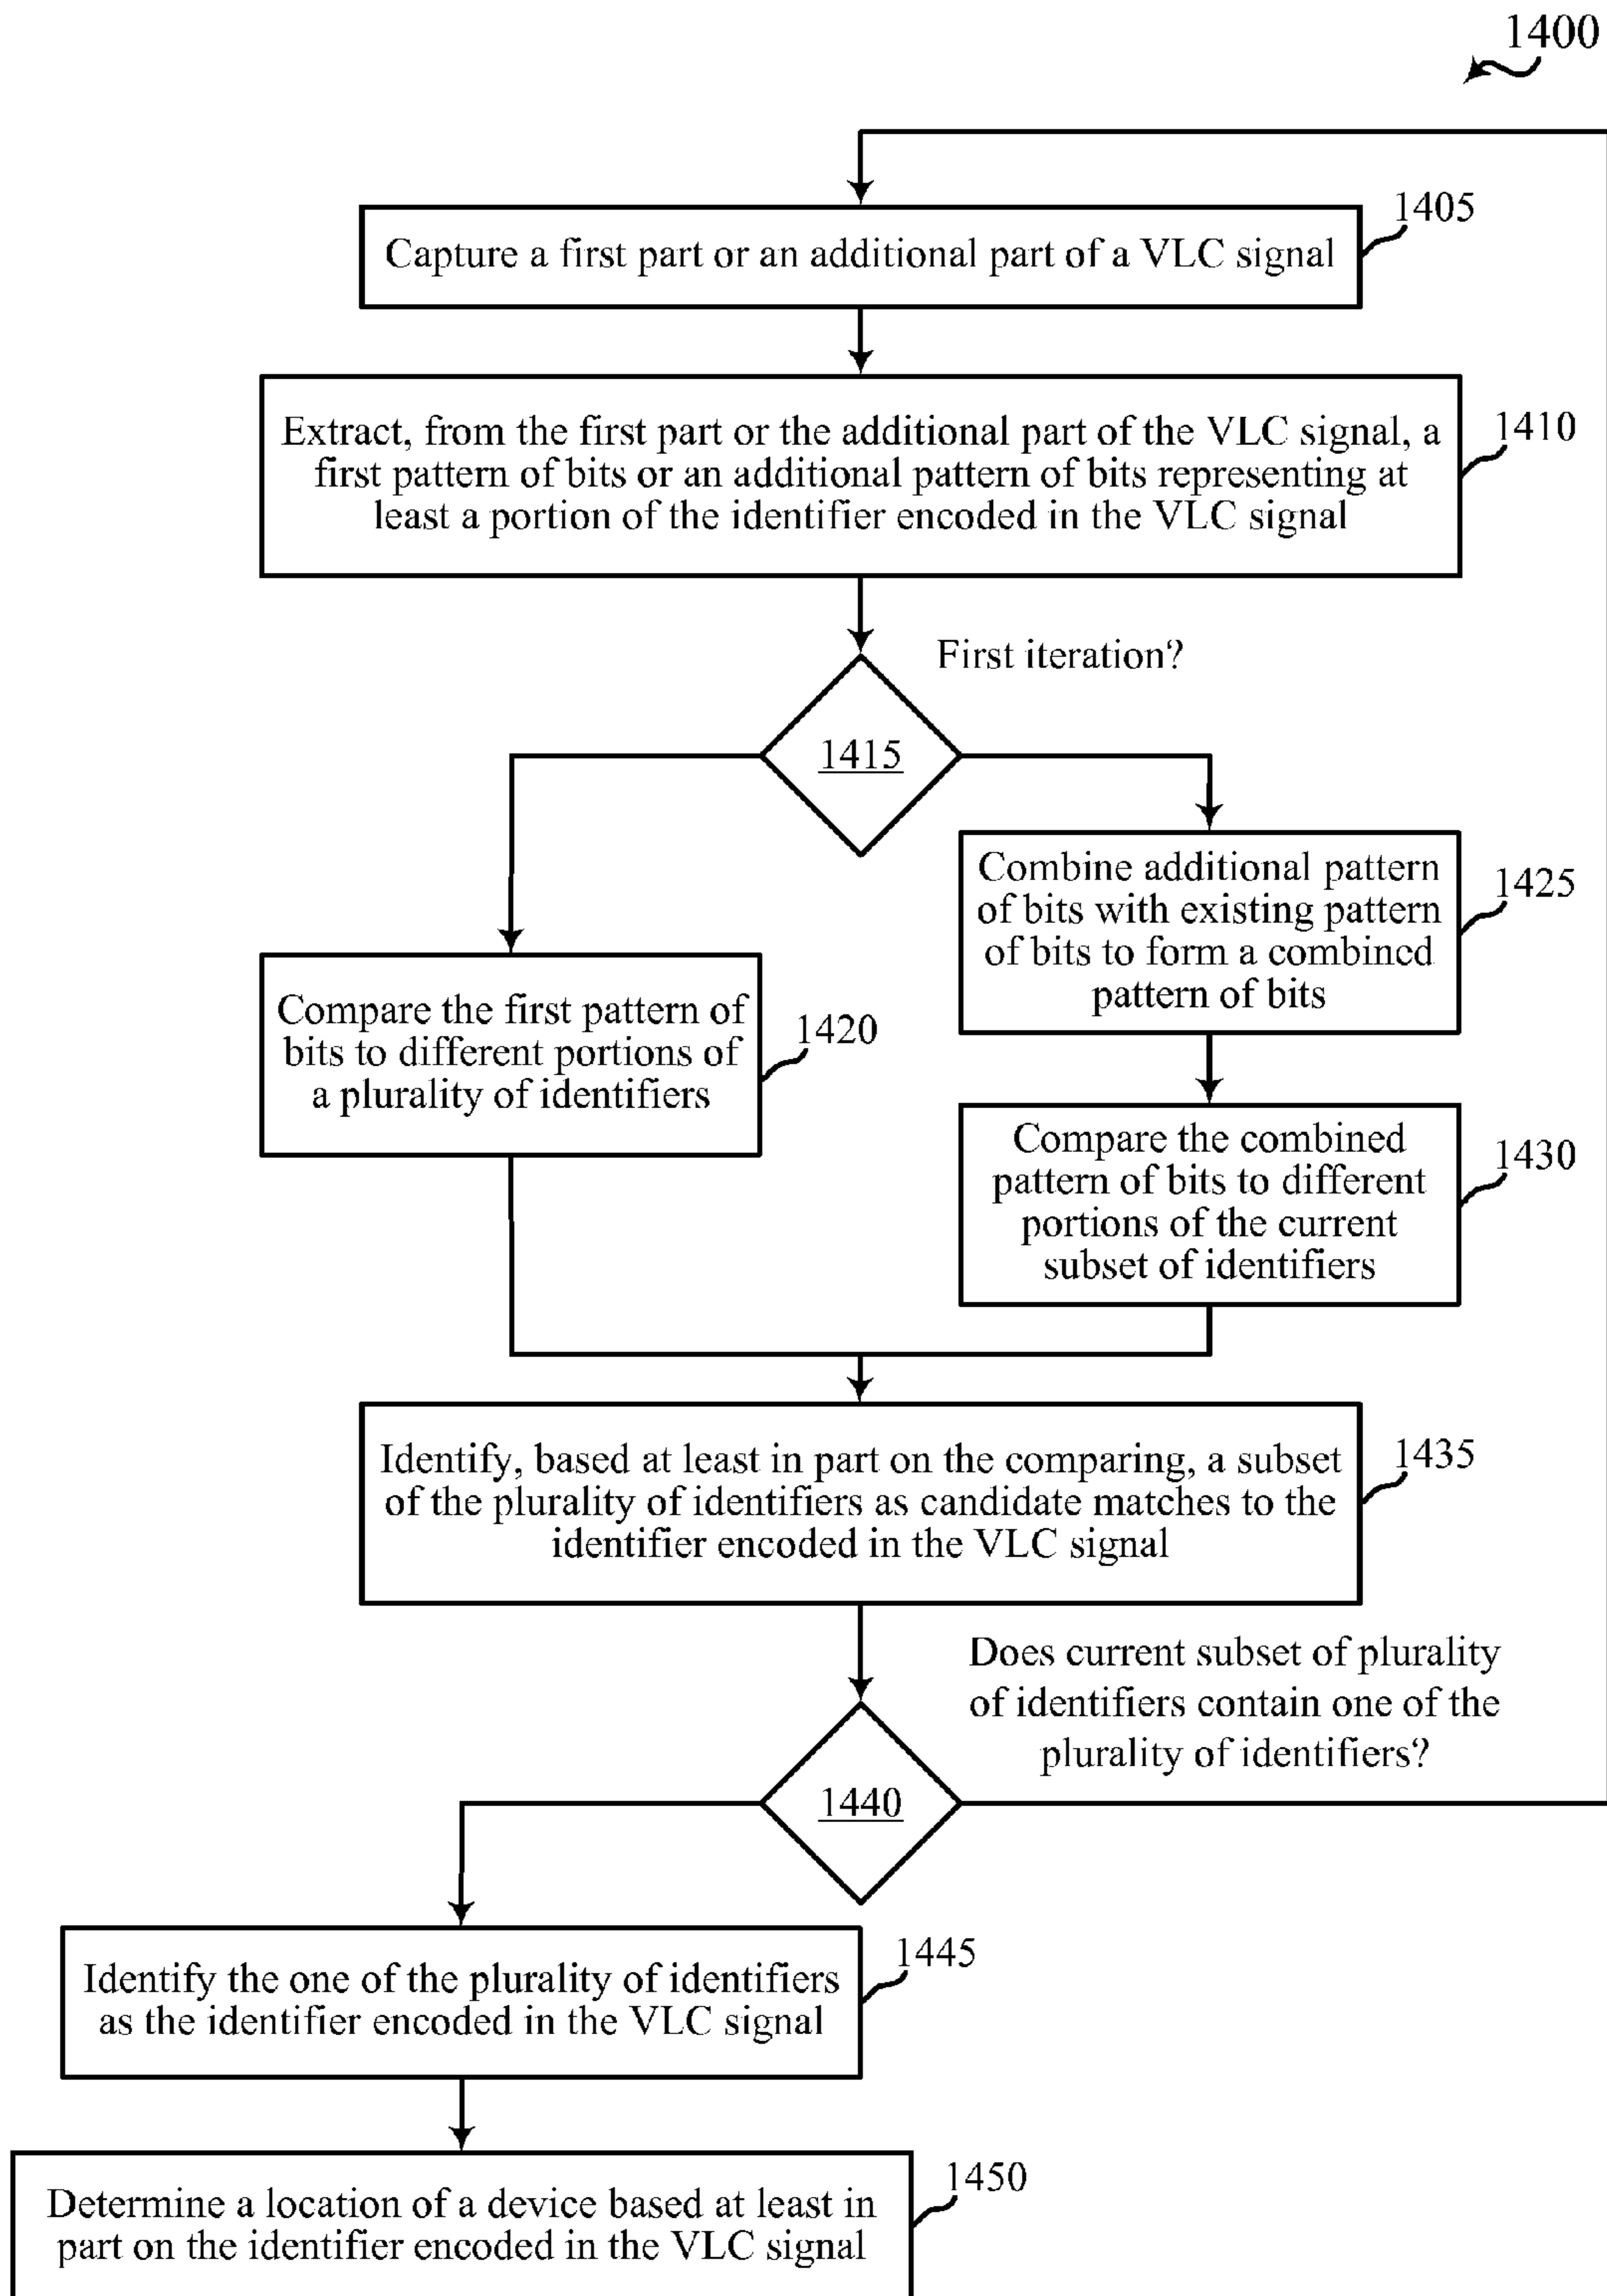 1400
1405
Capture a first part or an additional part of a VLC signal
1410
Extract, from the first part or the additional part of the VLC signal, a
first pattern of bits or an additional pattern of bits representing at
least a portion of the identifier encoded in the VLC signal
First iteration?
1415
1425
Combine additional pattern
of bits with existing pattern
of bits to form a combined
pattern of bits
1420
Compare the first pattern of
bits to different portions of
a plurality of identifiers
1430
Compare the combined
pattern of bits to different
portions of the current
subset of identifiers
1435
Identify, based at least in part on the comparing, a subset
of the plurality of identifiers as candidate matches to the
identifier encoded in the VLC signal
Does current subset of plurality
of identifiers contain one of the
plurality of identifiers?
1440
1445
Identify the one of the plurality of identifiers
as the identifier encoded in the VLC signal
1450
Determine a location of a device based at least in
part on the identifier encoded in the VLC signal